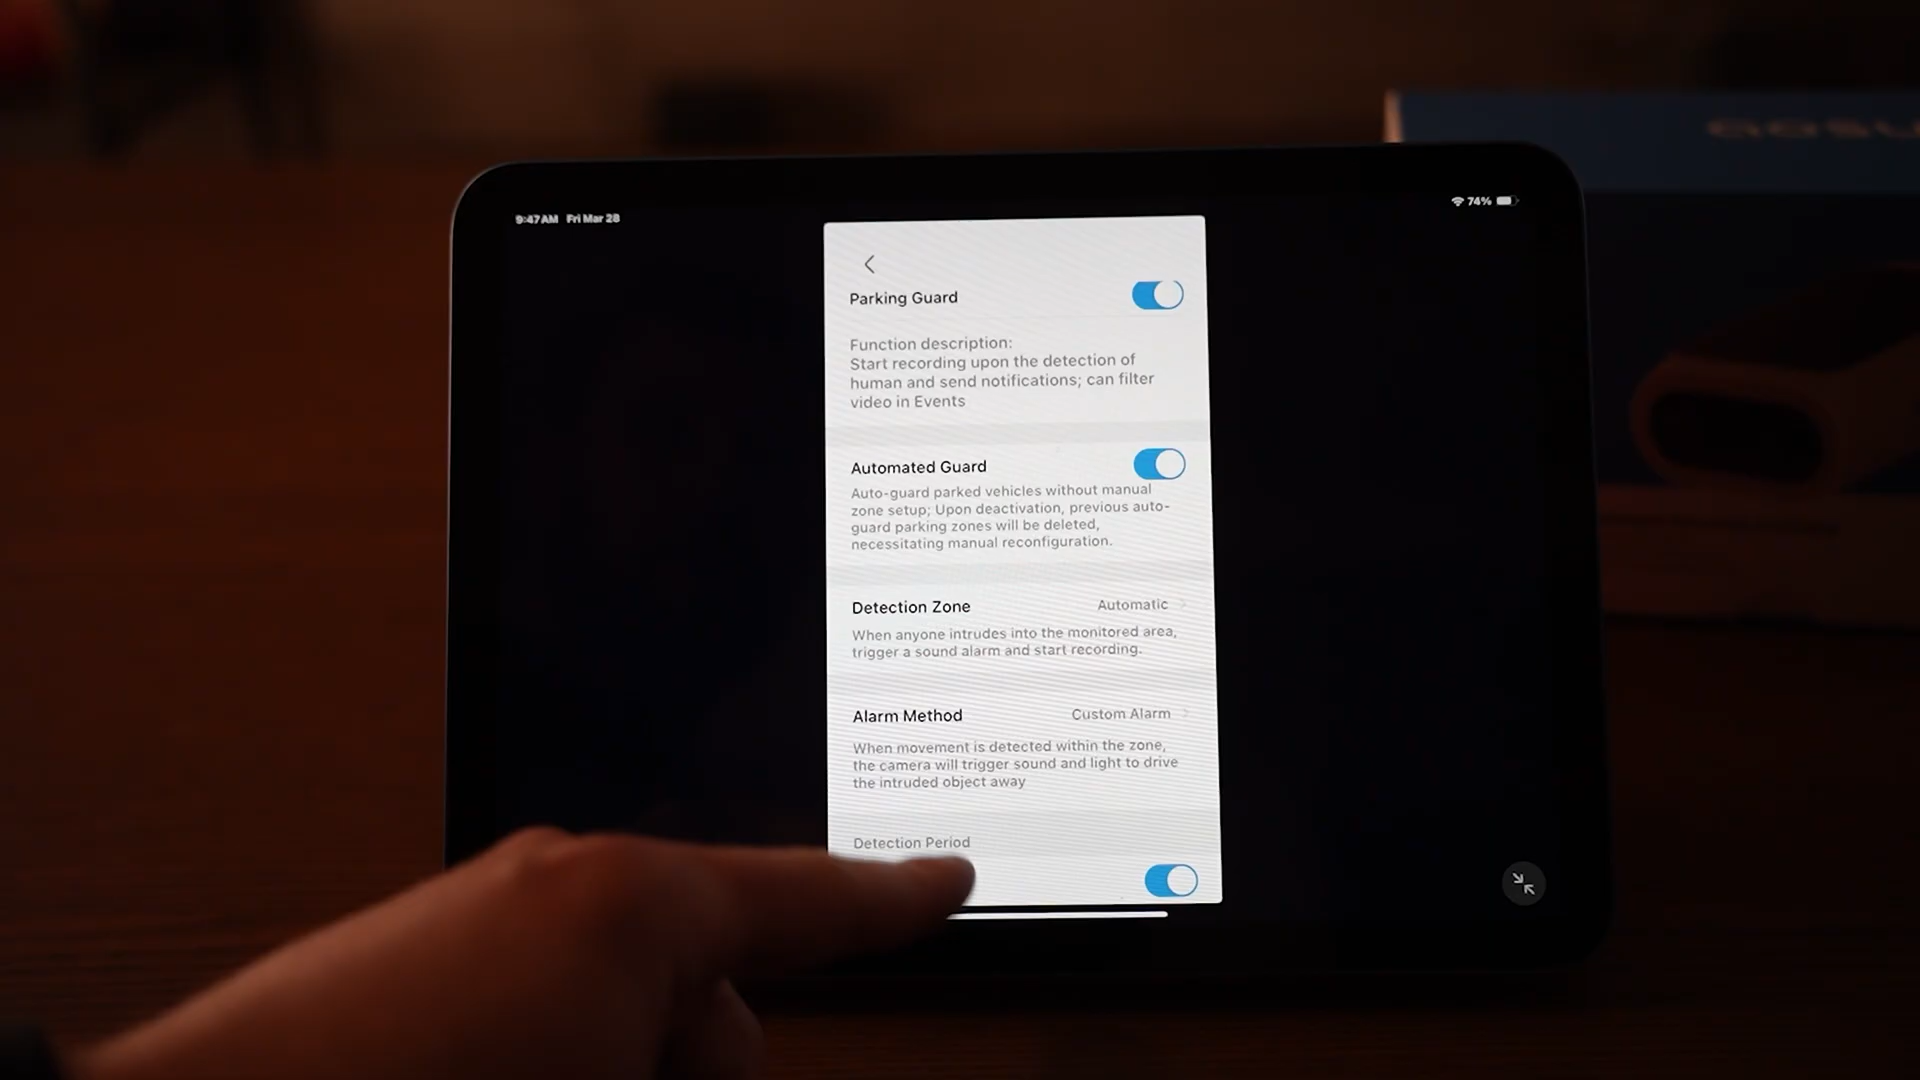 9:47 AM Fri Mar 28
74%
Parking Guard
Function description:
Start recording upon the detection of
human and send notifications; can filter
video in Events
Automated Guard
Auto-guard parked vehicles without manual
zone setup; Upon deactivation, previous auto-
guard parking zones will be deleted,
necessitating manual reconfiguration.
Detection Zone Automatic
When anyone intrudes into the monitored area,
trigger a sound alarm and start recording.
Alarm Method Custom Alarm
When movement is detected within the zone,
the camera will trigger sound and light to drive
the intruded object away
Detection Period